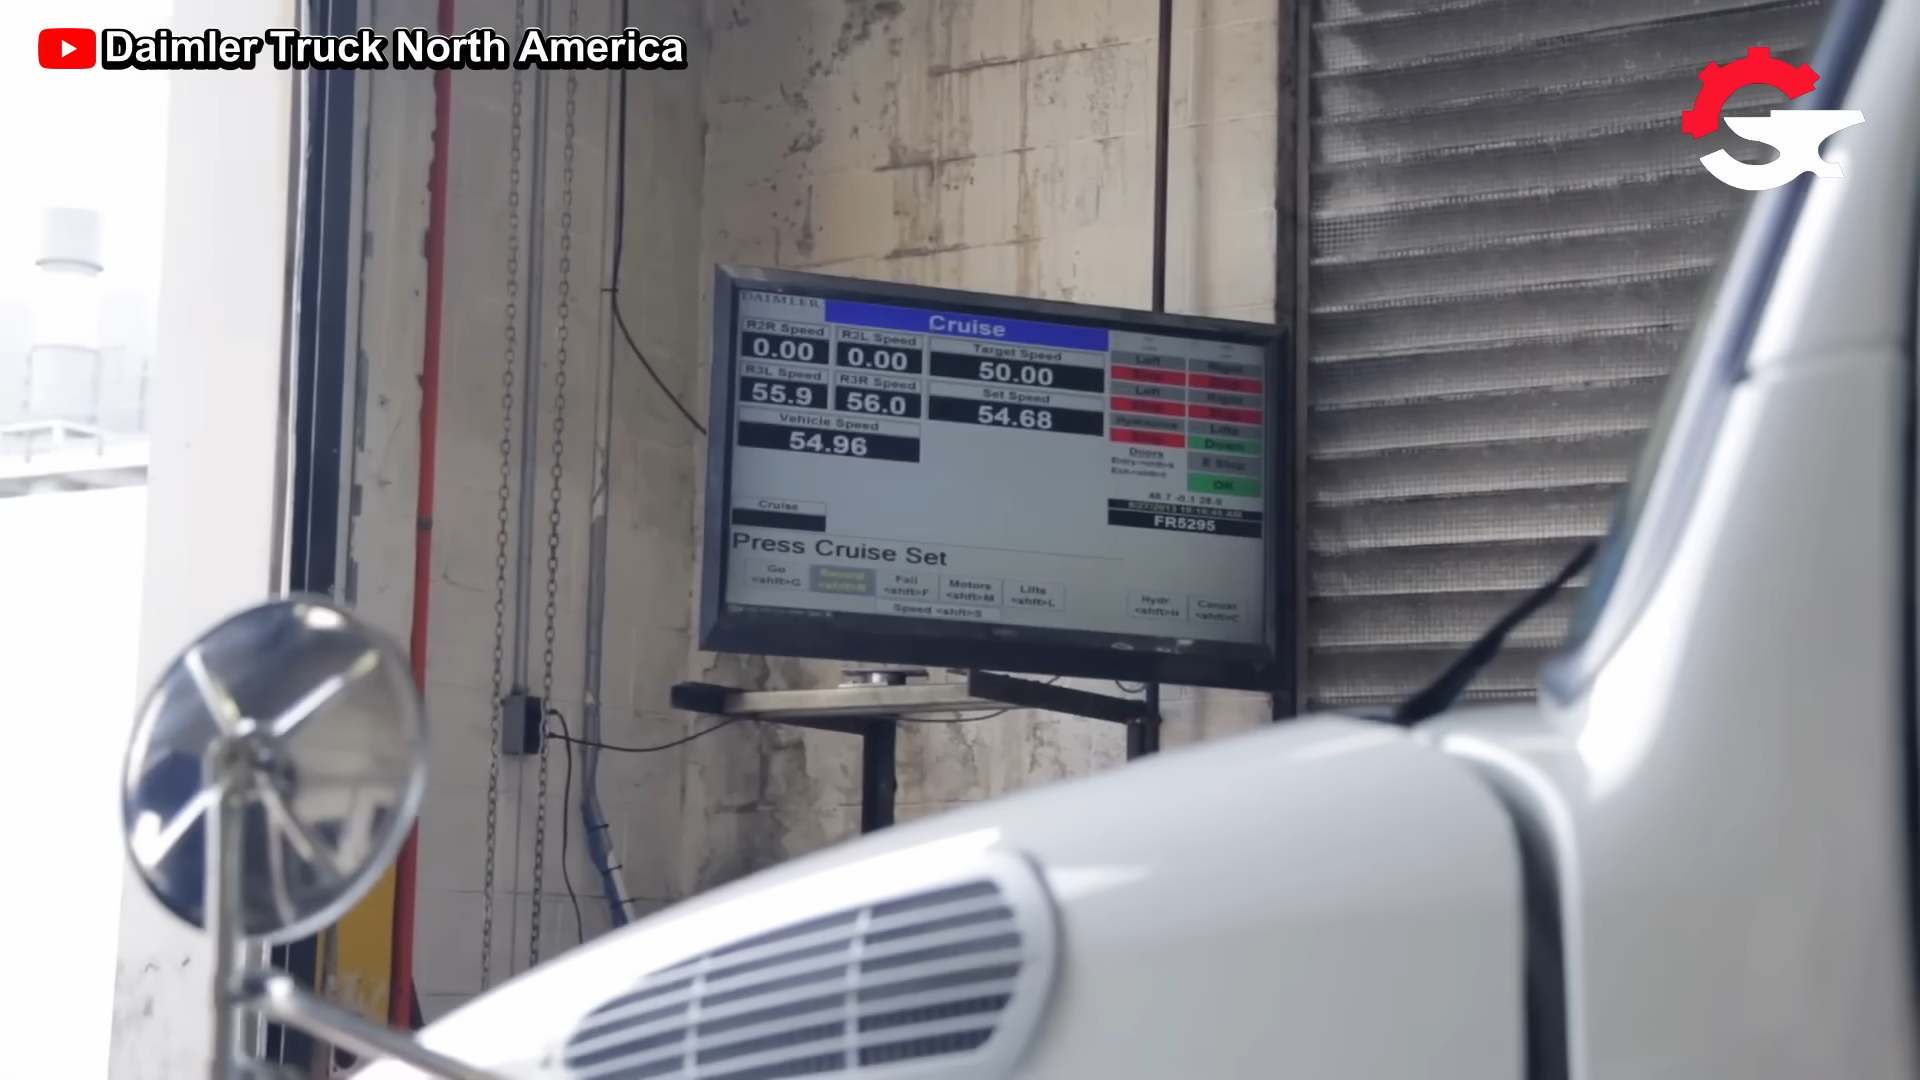 Daimler Truck North America
DAIMLER
Cruise
R2R Speed
0.00
R2L Speed
0.00
Target Speed
50.00
R3L Speed
55.9
R3R Speed
56.0
Set Speed
54.68
Vehicle Speed
54.96
Left
Right
Left
Right
Lifts
Down
Doors
E Stop
OK
FR5295
Cruise
Press Cruise Set
Go
<shft>G
Record
<shft>R
Fail
<shft>F
Motors
<shft>M
Lifts
<shft>L
Speed <shft>S
Hydr
<shft>H
Cancel
<shft>C